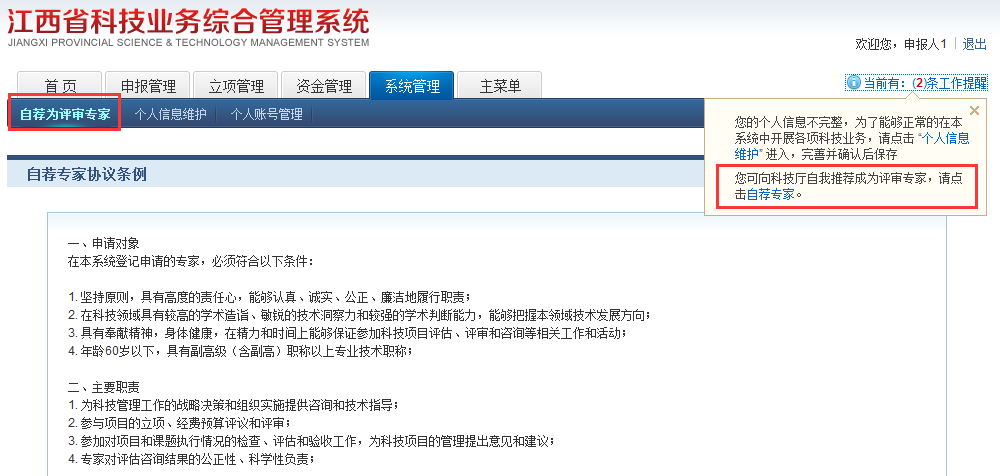 江西省科技业务综合管理系统
JIANGXI PROVINCIAL SCIENCE & TECHNOLOGY MANAGEMENT SYSTEM
欢迎您，申报人1 退出
首 页 申报管理 立项管理 资金管理 系统管理 主菜单
当前有：(2)条工作提醒
自荐为评审专家 个人信息维护 个人账号管理
您的个人信息不完整，为了能够正常的在本
系统中开展各项科技业务，请点击 “个人信息
维护” 进入，完善并确认后保存
您可向科技厅自我推荐成为评审专家，请点
击自荐专家。
自荐专家协议条例
一、申请对象
在本系统登记申请的专家，必须符合以下条件：
1. 坚持原则，具有高度的责任心，能够认真、诚实、公正、廉洁地履行职责；
2. 在科技领域具有较高的学术造诣、敏锐的技术洞察力和较强的学术判断能力，能够把握本领域技术发展方向；
3. 具有奉献精神，身体健康，在精力和时间上能够保证参加科技项目评估、评审和咨询等相关工作和活动；
4. 年龄60岁以下，具有副高级（含副高）职称以上专业技术职称；
二、主要职责
1. 为科技管理工作的战略决策和组织实施提供咨询和技术指导；
2. 参与项目的立项、经费预算评议和评审；
3. 参加对项目和课题执行情况的检查、评估和验收工作，为科技项目的管理提出意见和建议；
4. 专家对评估咨询结果的公正性、科学性负责；